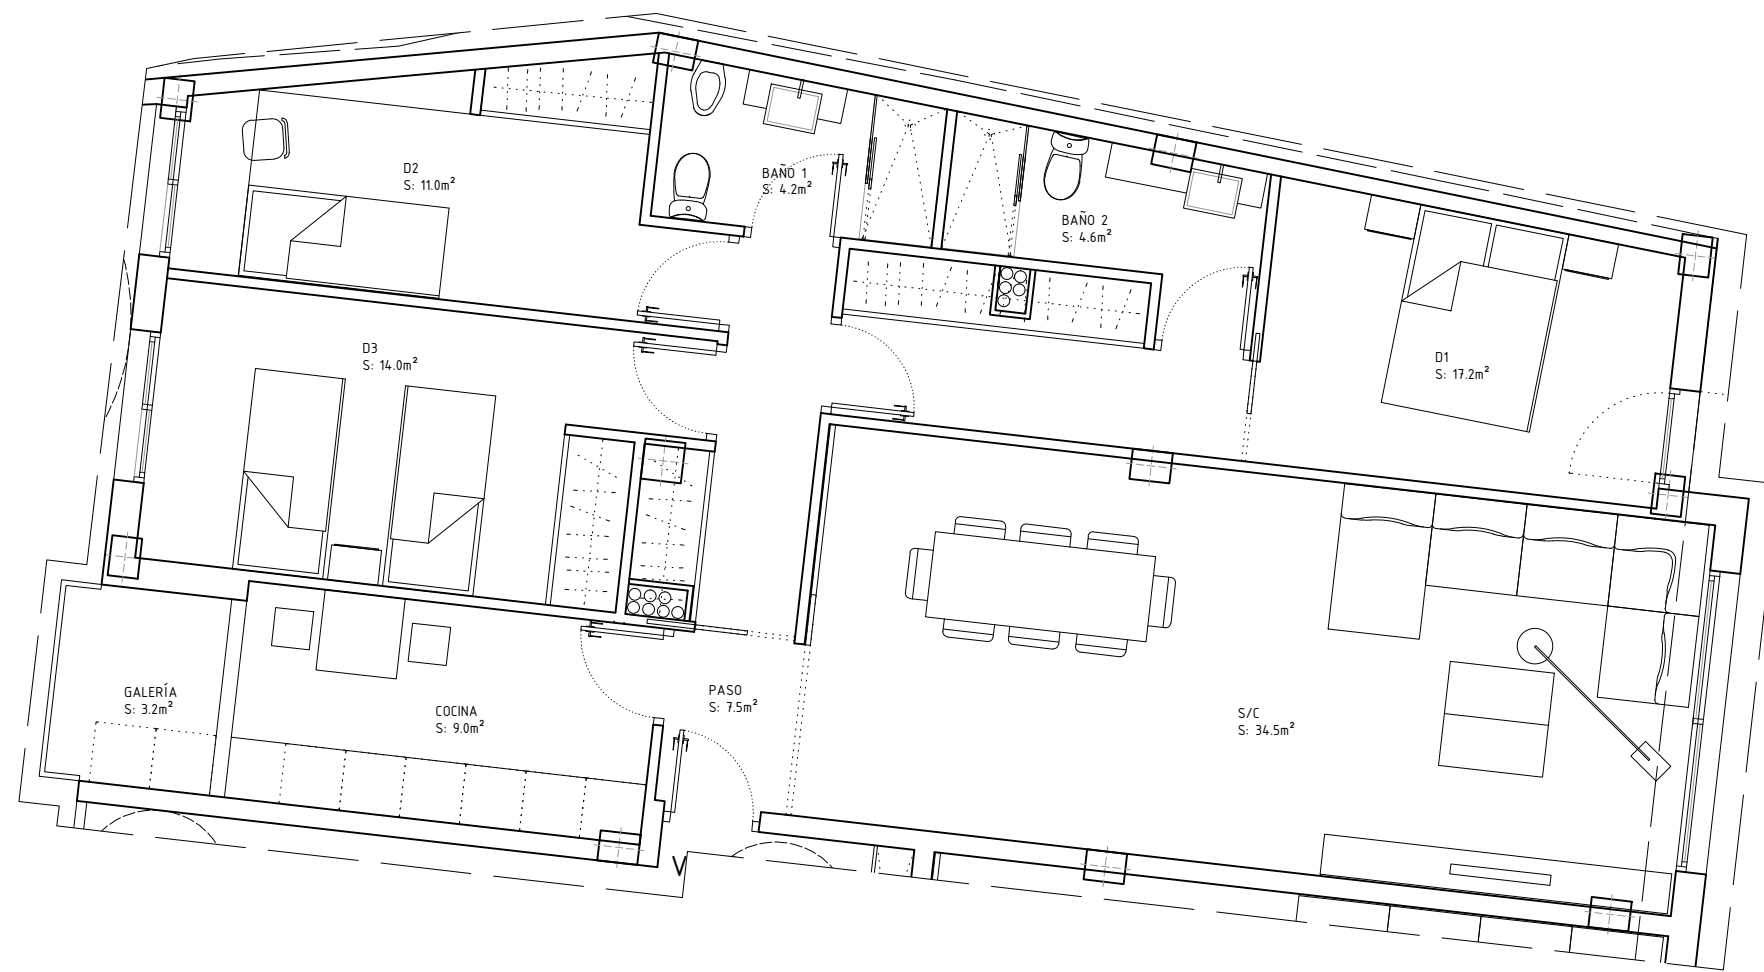 D2
S: 11.0m²
BAÑO 1
S: 4.2m²
BAÑO 2
S: 4.6m²
D3
S: 14.0m²
D1
S: 17.2m²
GALERÍA
S: 3.2m²
COCINA
S: 9.0m²
PASO
S: 7.5m²
S/C
S: 34.5m²
V